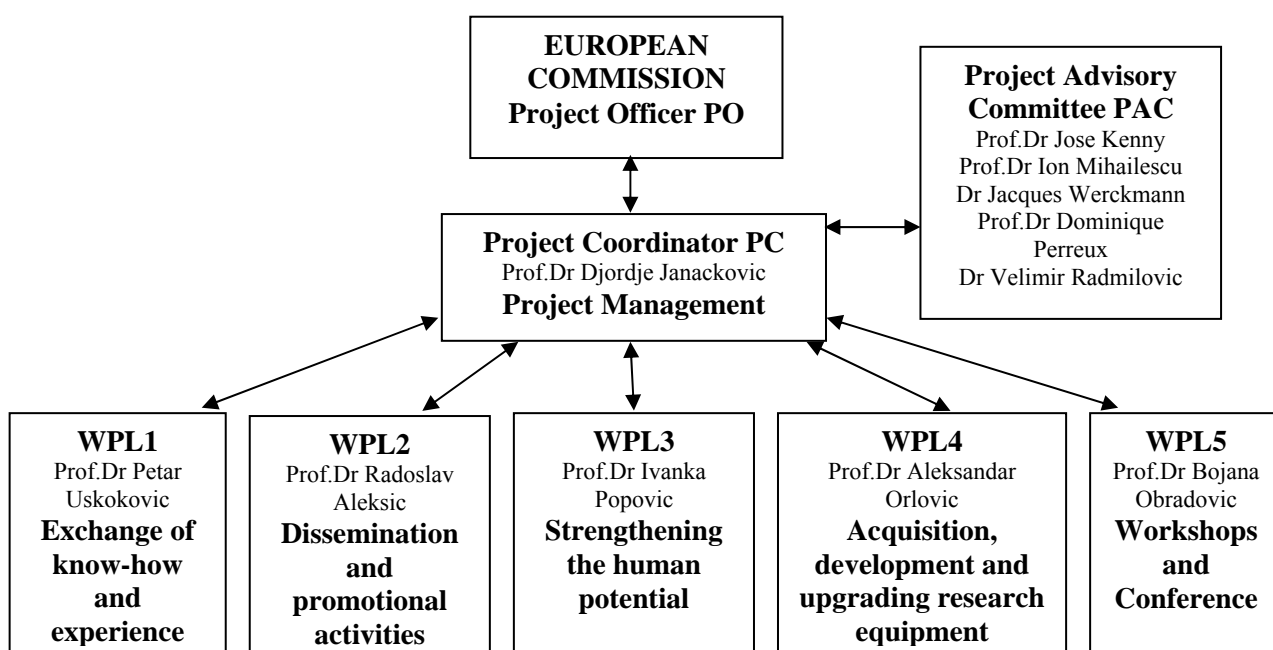 EUROPEAN
COMMISSION
Project Officer PO
Project Advisory
Committee PAC
Prof.Dr Jose Kenny
Prof.Dr Ion Mihailescu
Dr Jacques Werckmann
Prof.Dr Dominique
Perreux
Dr Velimir Radmilovic
Project Coordinator PC
Prof.Dr Djordje Janackovic
Project Management
WPL1
Prof.Dr Petar
Uskokovic
Exchange of
know-how
and
experience
WPL2
Prof.Dr Radoslav
Aleksic
Dissemination
and
promotional
activities
WPL3
Prof.Dr Ivanka
Popovic
Strengthening
the human
potential
WPL4
Prof.Dr Aleksandar
Orlovic
Acquisition,
development and
upgrading research
equipment
WPL5
Prof.Dr Bojana
Obradovic
Workshops
and
Conference